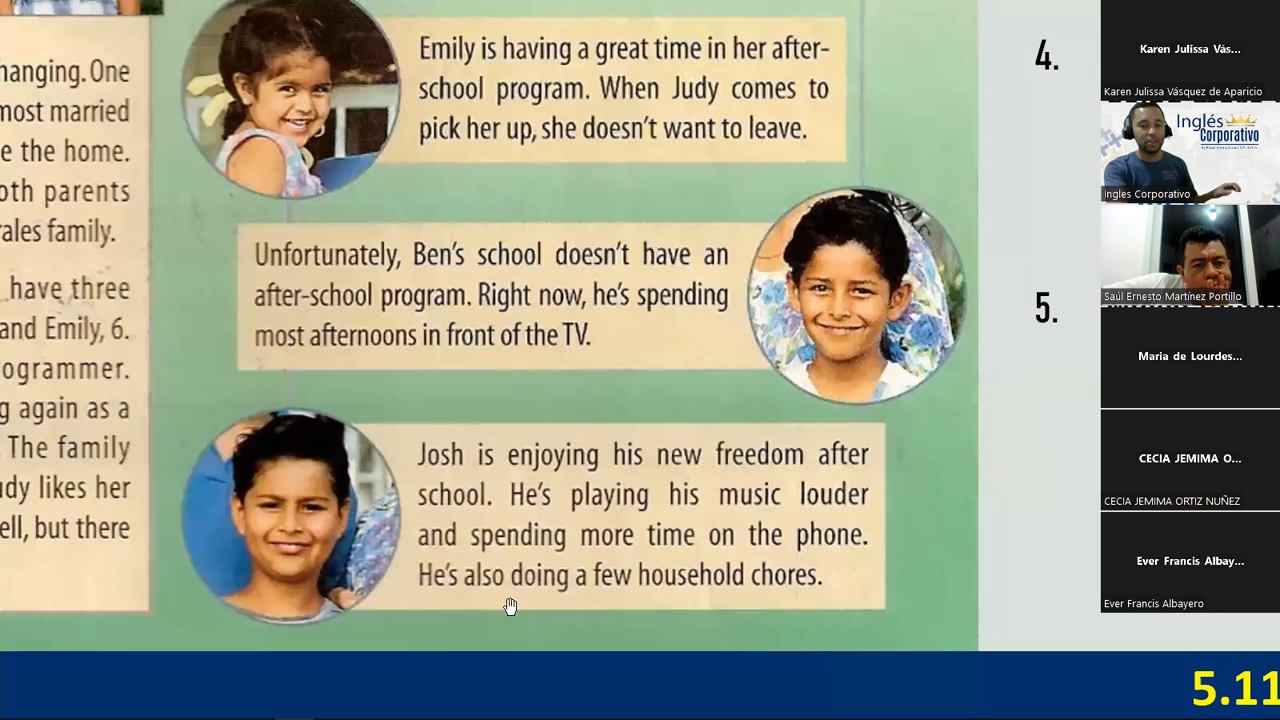 hanging. One
most married
e the home.
oth parents
rales family.
have three
and Emily, 6.
rogrammer.
g again as a
The family
udy likes her
ell, but there
Emily is having a great time in her after-
school program. When Judy comes to
pick her up, she doesn't want to leave.
Unfortunately, Ben's school doesn't have an
after-school program. Right now, he's spending
most afternoons in front of the TV.
Josh is enjoying his new freedom after
school. He's playing his music louder
and spending more time on the phone.
He's also doing a few household chores.
4.
5.
5.11
Karen Julissa Vás...
Karen Julissa Vásquez de Aparicio
Inglés
Corporativo
Ingles Corporativo
Saúl Ernesto Martínez Portillo
Maria de Lourdes...
CECIA JEMIMA O...
CECIA JEMIMA ORTIZ NUÑEZ
Ever Francis Albay...
Ever Francis Albayero